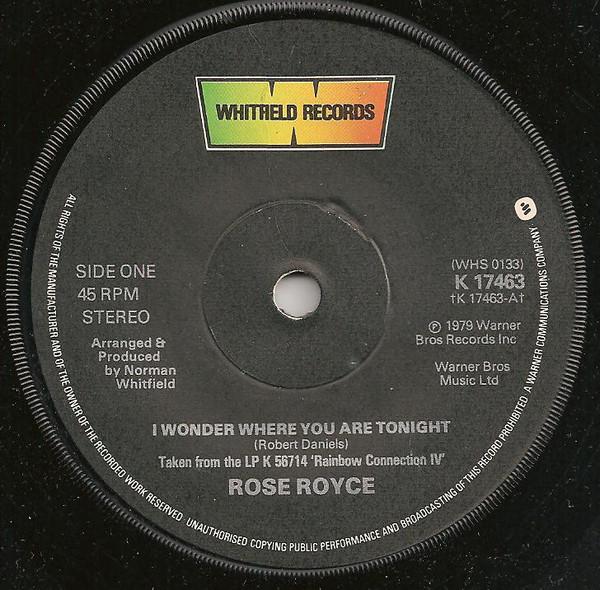 WHITFIELD RECORDS
SIDE ONE
45 RPM
STEREO
Arranged &
Produced
by Norman
Whitfield
(WHS 0133)
K 17463
†K 17463-A†
℗ 1979 Warner
Bros Records Inc
Warner Bros
Music Ltd
I WONDER WHERE YOU ARE TONIGHT
(Robert Daniels)
Taken from the LP K 56714 'Rainbow Connection IV'
ROSE ROYCE
ALL RIGHTS OF THE MANUFACTURER AND OF THE OWNER OF THE RECORDED WORK RESERVED. UNAUTHORISED COPYING PUBLIC PERFORMANCE AND BROADCASTING OF THIS RECORD PROHIBITED. A WARNER COMMUNICATIONS COMPANY